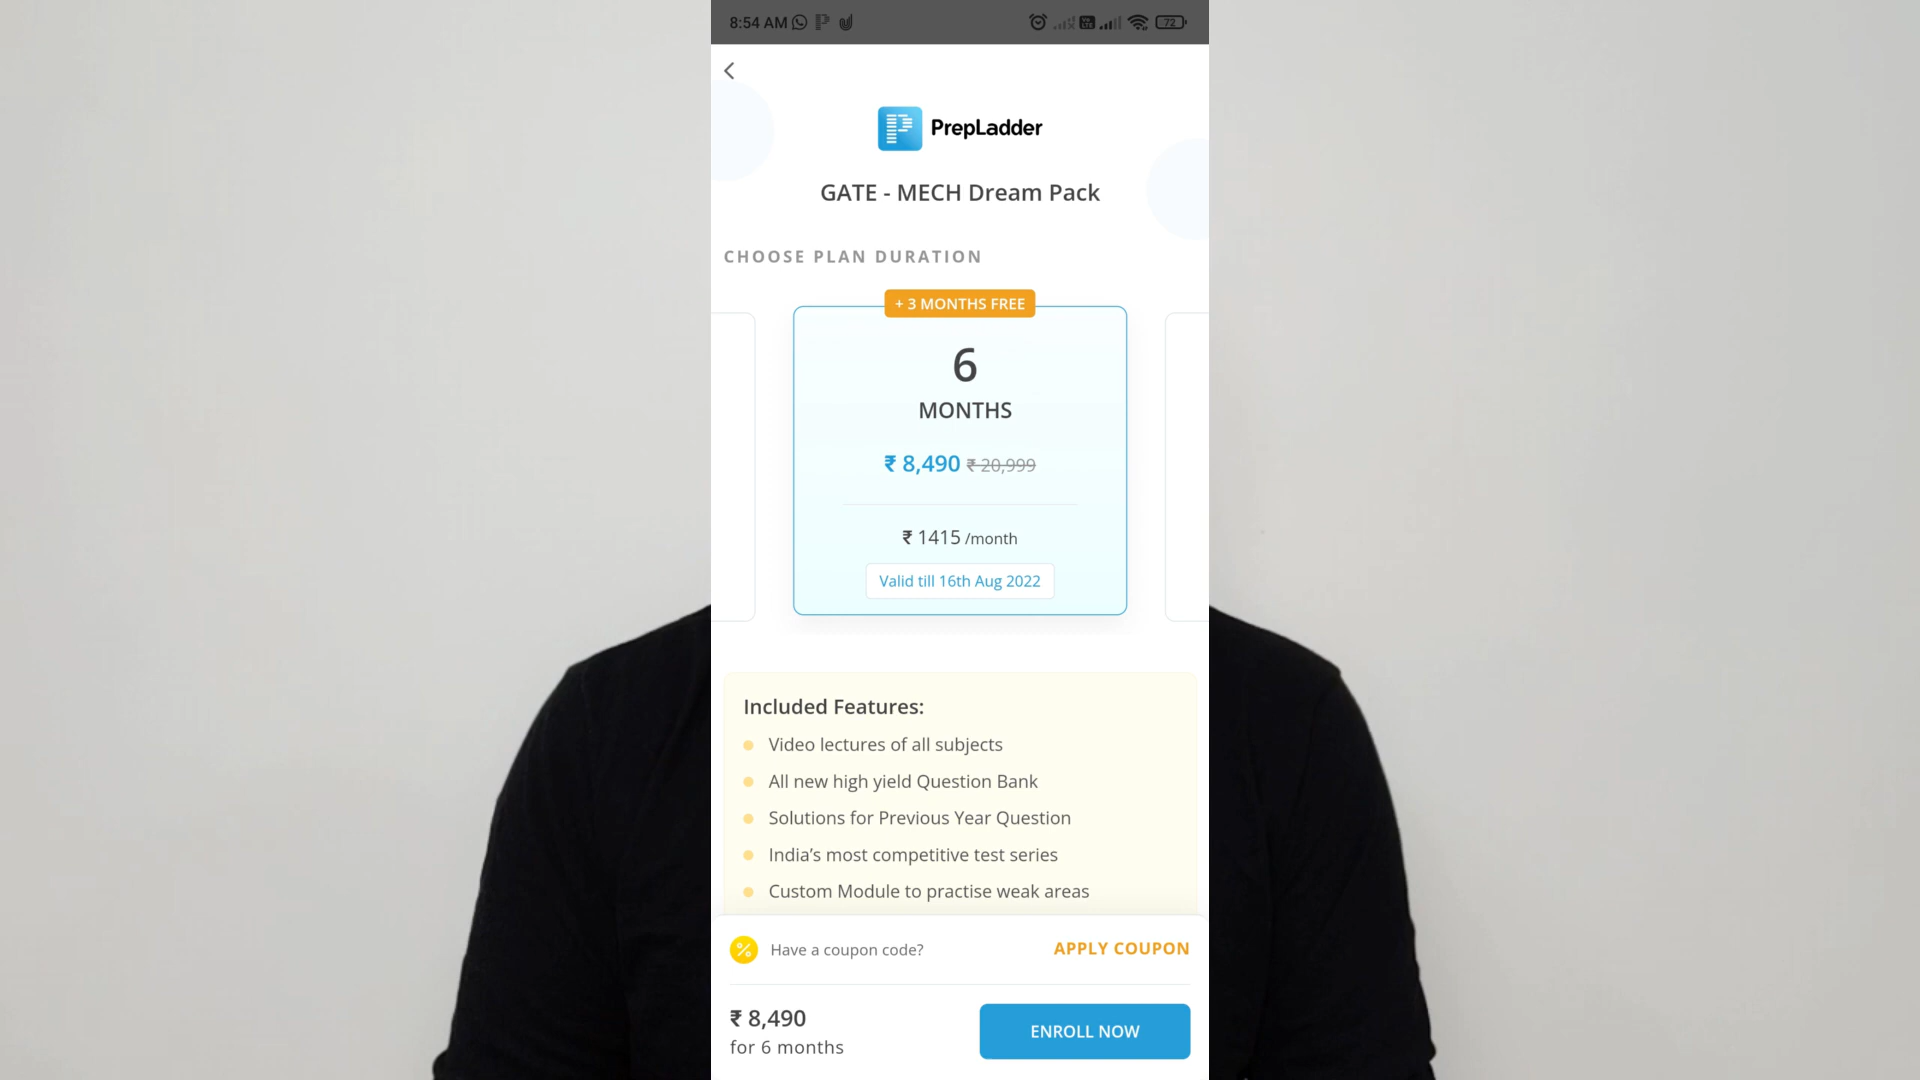 8:54 AM
72
PrepLadder
GATE - MECH Dream Pack
CHOOSE PLAN DURATION
+ 3 MONTHS FREE
6
MONTHS
₹ 8,490 ₹ 20,999
₹ 1415 /month
Valid till 16th Aug 2022
Included Features:
Video lectures of all subjects
All new high yield Question Bank
Solutions for Previous Year Question
India’s most competitive test series
Custom Module to practise weak areas
Have a coupon code? APPLY COUPON
₹ 8,490
for 6 months
ENROLL NOW